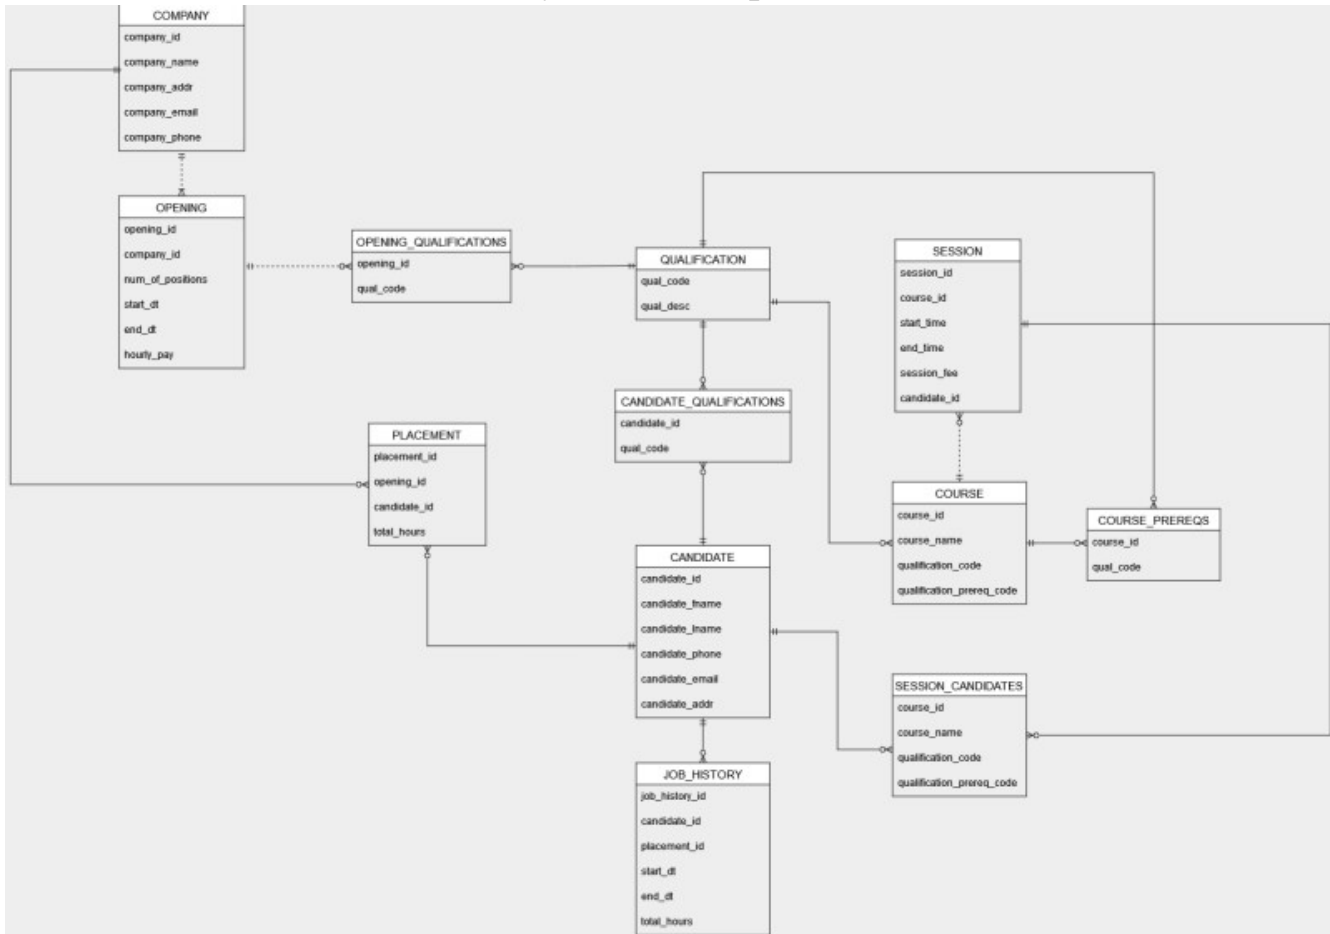 COMPANY
company_id
company_name
company_addr
company_email
company_phone
OPENING
opening_id
company_id
num_of_positions
start_dt
end_dt
hourly_pay
OPENING_QUALIFICATIONS
opening_id
qual_code
QUALIFICATION
qual_code
qual_desc
SESSION
session_id
course_id
start_time
end_time
session_fee
candidate_id
CANDIDATE_QUALIFICATIONS
candidate_id
qual_code
PLACEMENT
placement_id
opening_id
candidate_id
total_hours
COURSE
course_id
course_name
qualification_code
qualification_prereq_code
COURSE_PREREQS
course_id
qual_code
CANDIDATE
candidate_id
candidate_fname
candidate_lname
candidate_phone
candidate_email
candidate_addr
SESSION_CANDIDATES
course_id
course_name
qualification_code
qualification_prereq_code
JOB_HISTORY
job_history_id
candidate_id
placement_id
start_dt
end_dt
total_hours